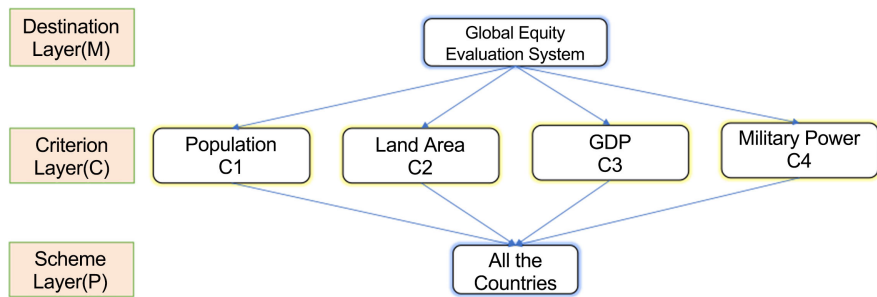 Destination
Layer(M)
Global Equity
Evaluation System
Criterion
Layer(C)
Population
C1
Land Area
C2
GDP
C3
Military Power
C4
Scheme
Layer(P)
All the
Countries